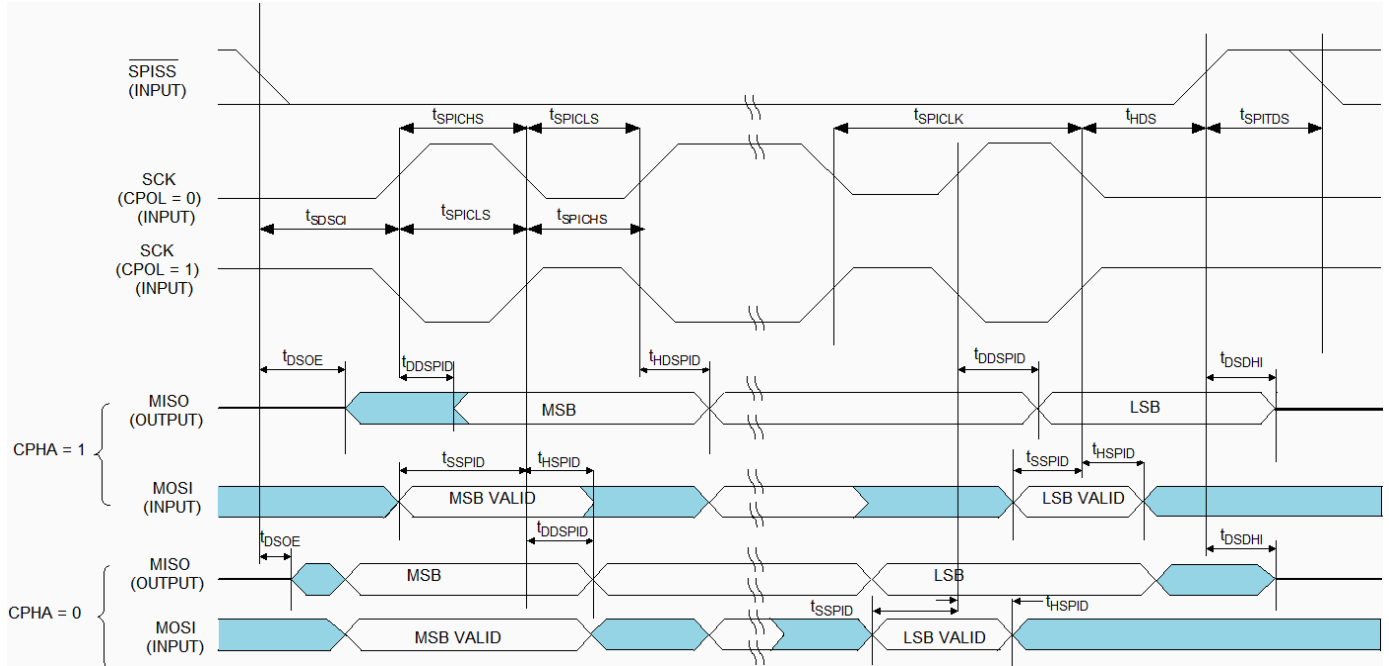 SPISS
(INPUT)
tSPICHS tSPICLS tSPICLK tHDS tSPITDS
SCK
(CPOL = 0)
(INPUT)
tSDSCI tSPICLS tSPICHS
SCK
(CPOL = 1)
(INPUT)
tDSOE tDDSPID tHDSPID tDDSPID tDSDHI
MISO
(OUTPUT)
MSB LSB
CPHA = 1
tSSPID tHSPID tSSPID tHSPID
MOSI
(INPUT)
MSB VALID LSB VALID
tDSOE tDDSPID tDSDHI
MISO
(OUTPUT)
MSB LSB
CPHA = 0
tSSPID tHSPID
MOSI
(INPUT)
MSB VALID LSB VALID